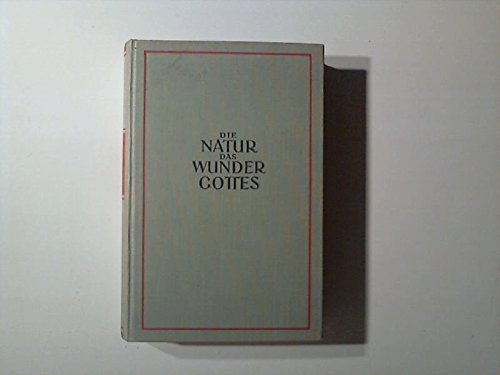 DIE
NATUR
DAS
WUNDER
GOTTES